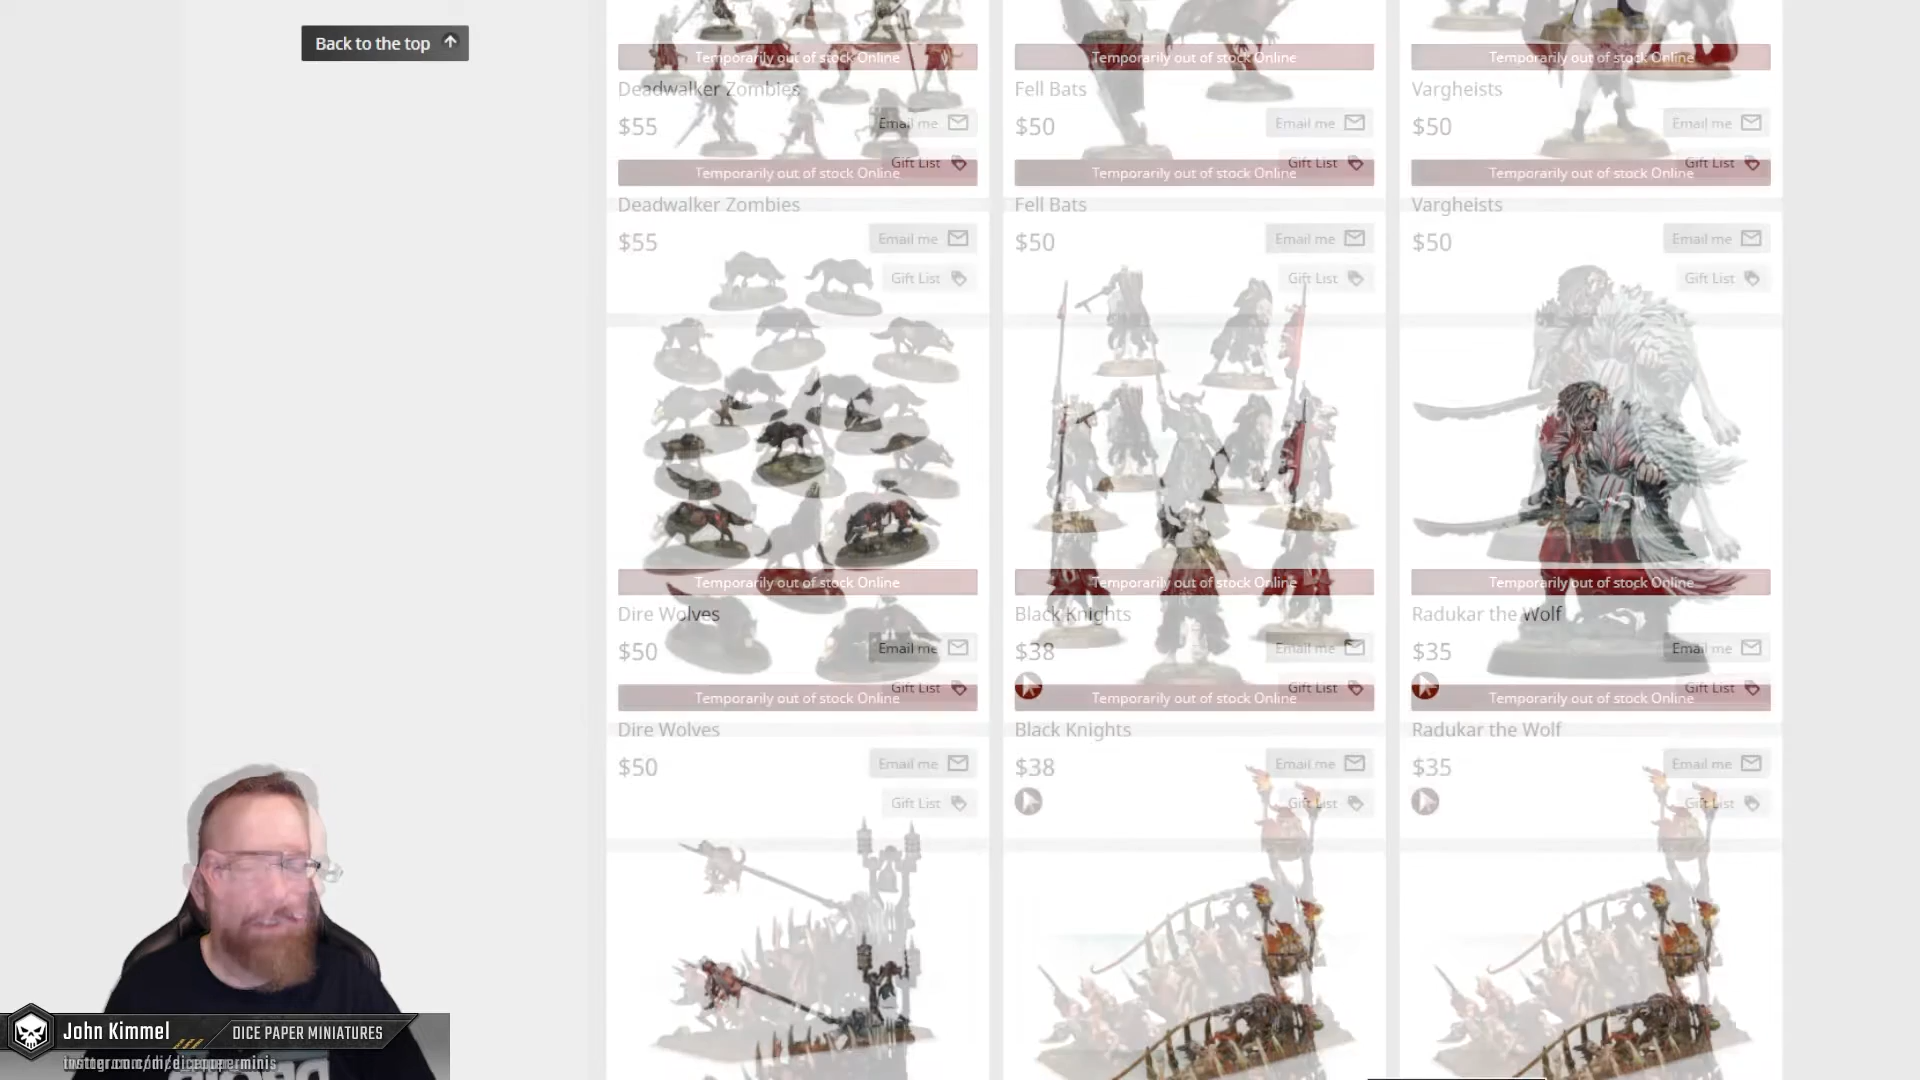 Back to the top
Temporarily out of stock Online
Temporarily out of stock Online
Temporarily out of stock Online
Deadwalker Zombies
Fell Bats
Vargheists
$55
Email me
$50
Email me
$50
Email me
Gift List
Gift List
Gift List
Temporarily out of stock Online
Temporarily out of stock Online
Temporarily out of stock Online
Deadwalker Zombies
Fell Bats
Vargheists
$55
Email me
$50
Email me
$50
Email me
Gift List
Gift List
Gift List
Temporarily out of stock Online
Temporarily out of stock Online
Temporarily out of stock Online
Dire Wolves
Black Knights
Radukar the Wolf
$50
Email me
$38
Email me
$35
Email me
Gift List
Gift List
Gift List
Temporarily out of stock Online
Temporarily out of stock Online
Temporarily out of stock Online
Dire Wolves
Black Knights
Radukar the Wolf
$50
Email me
$38
Email me
$35
Email me
Gift List
Gift List
Gift List
John Kimmel
DICE PAPER MINIATURES